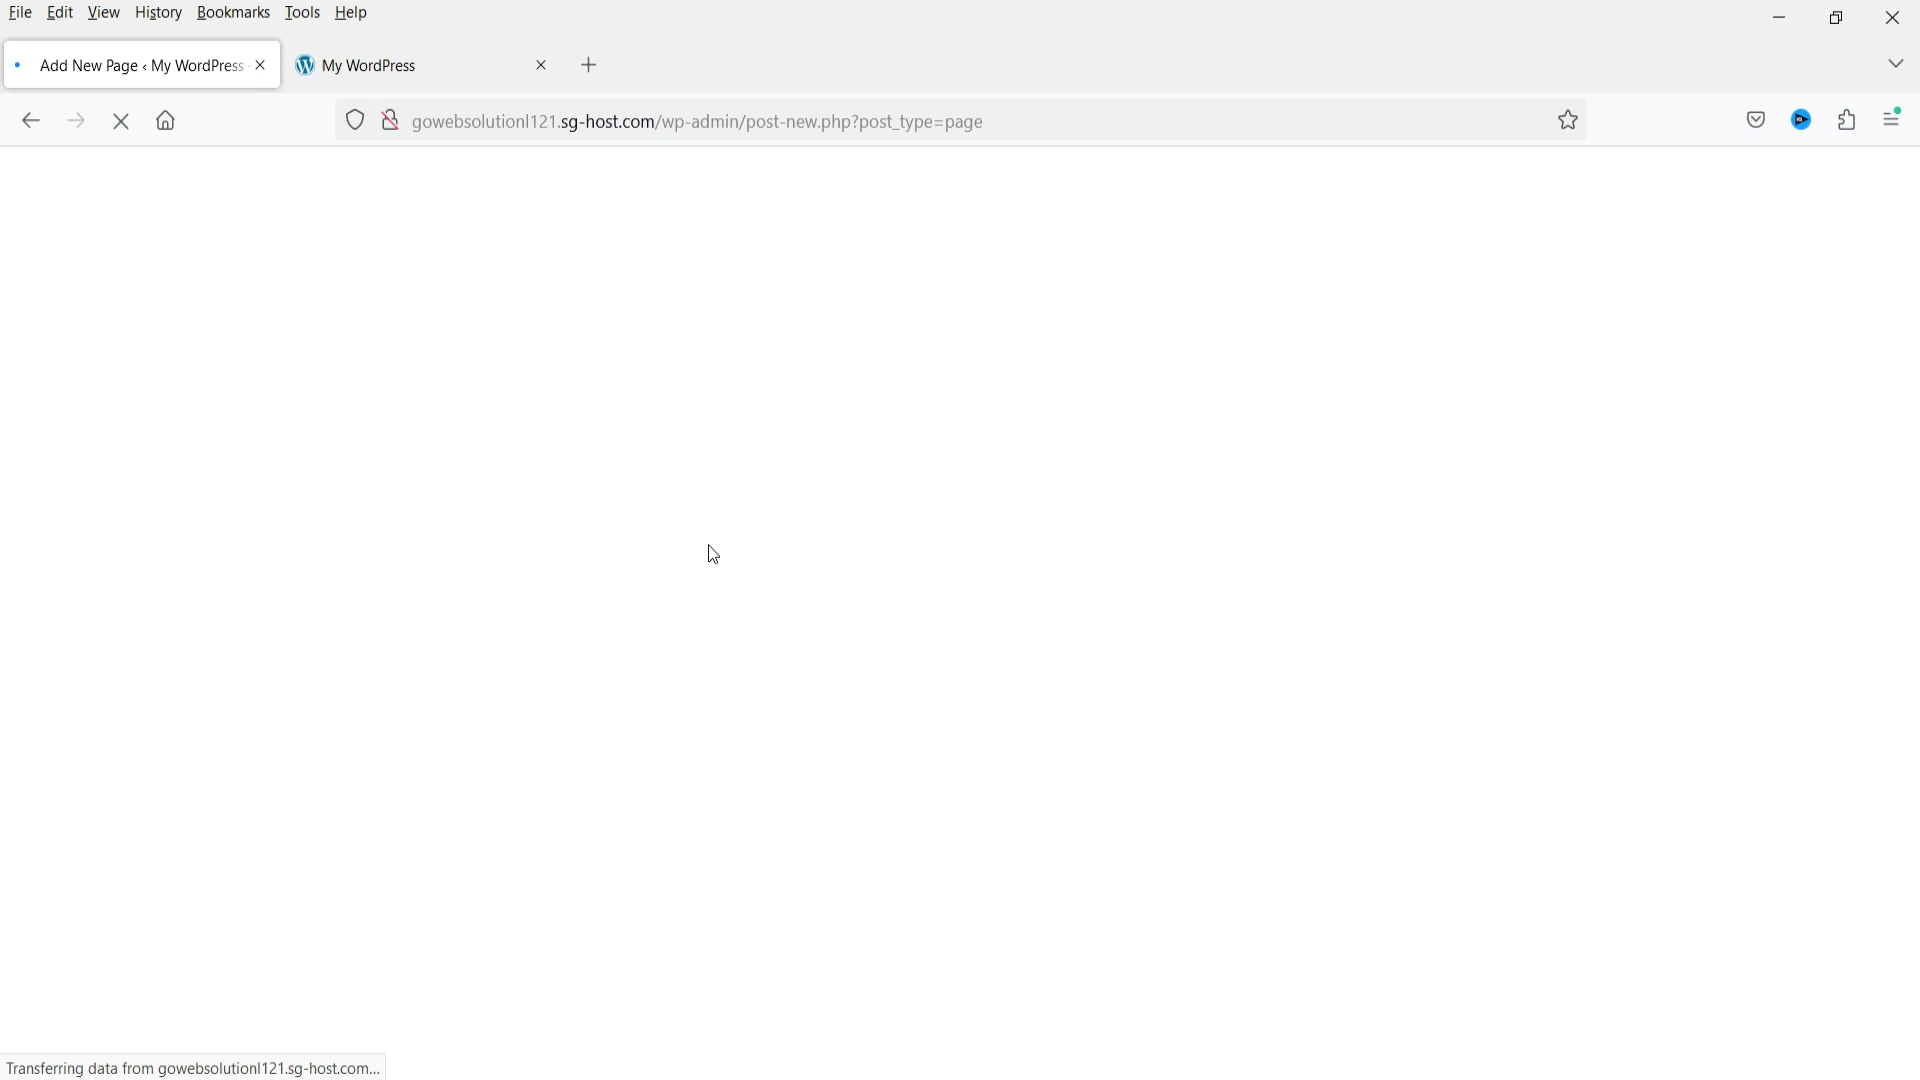 File Edit View History Bookmarks Tools Help
Add New Page ‹ My WordPress
My WordPress
gowebsolutionl121.sg-host.com/wp-admin/post-new.php?post_type=page
Transferring data from gowebsolutionl121.sg-host.com...